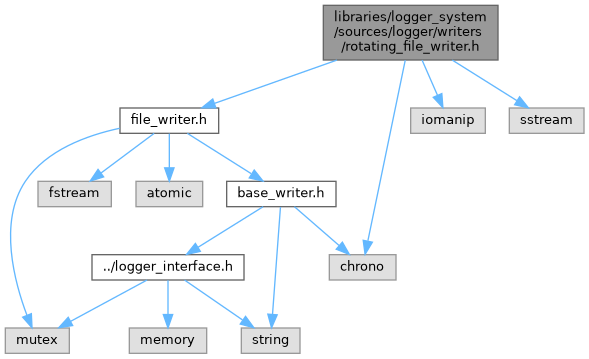 libraries/logger_system
/sources/logger/writers
/rotating_file_writer.h
file_writer.h
iomanip
sstream
fstream
atomic
base_writer.h
../logger_interface.h
chrono
mutex
memory
string